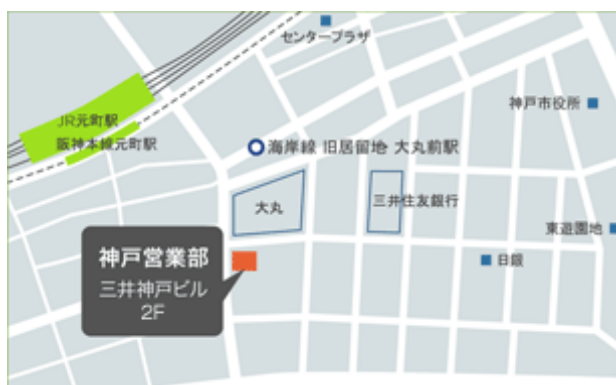 センタープラザ
神戸市役所
JR元町駅
阪神本線元町駅
海岸線 旧居留地 大丸前駅
大丸
三井住友銀行
東遊園地
日銀
神戸営業部
三井神戸ビル
2F